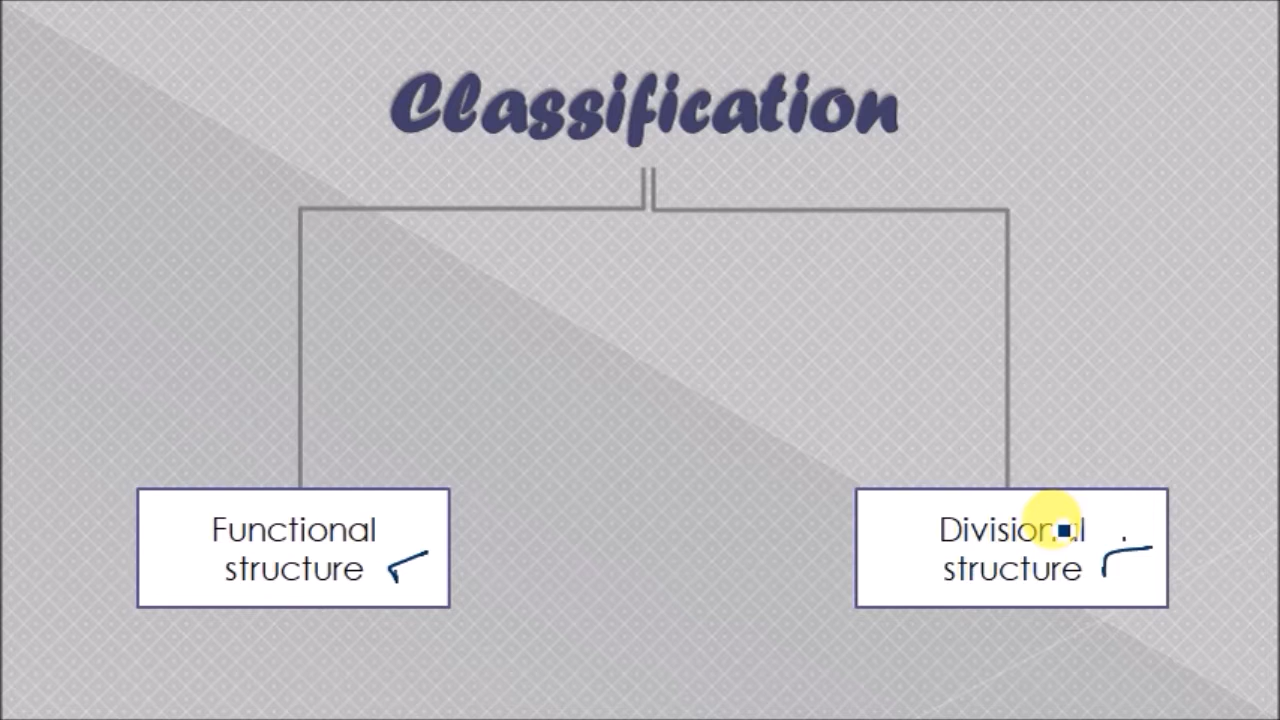 Classification
Functional
structure
Divisional
structure